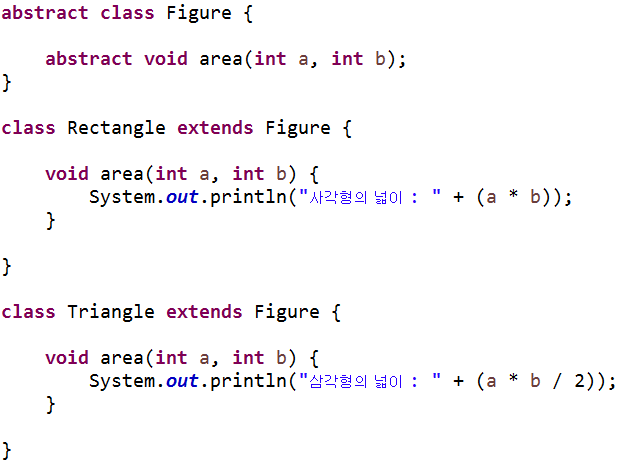 abstract class Figure {
abstract void area(int a, int b);
}
class Rectangle extends Figure {
void area(int a, int b) {
System.out.println("사각형의 넓이 : " + (a * b));
}
}
class Triangle extends Figure {
void area(int a, int b) {
System.out.println("삼각형의 넓이 : " + (a * b / 2));
}
}